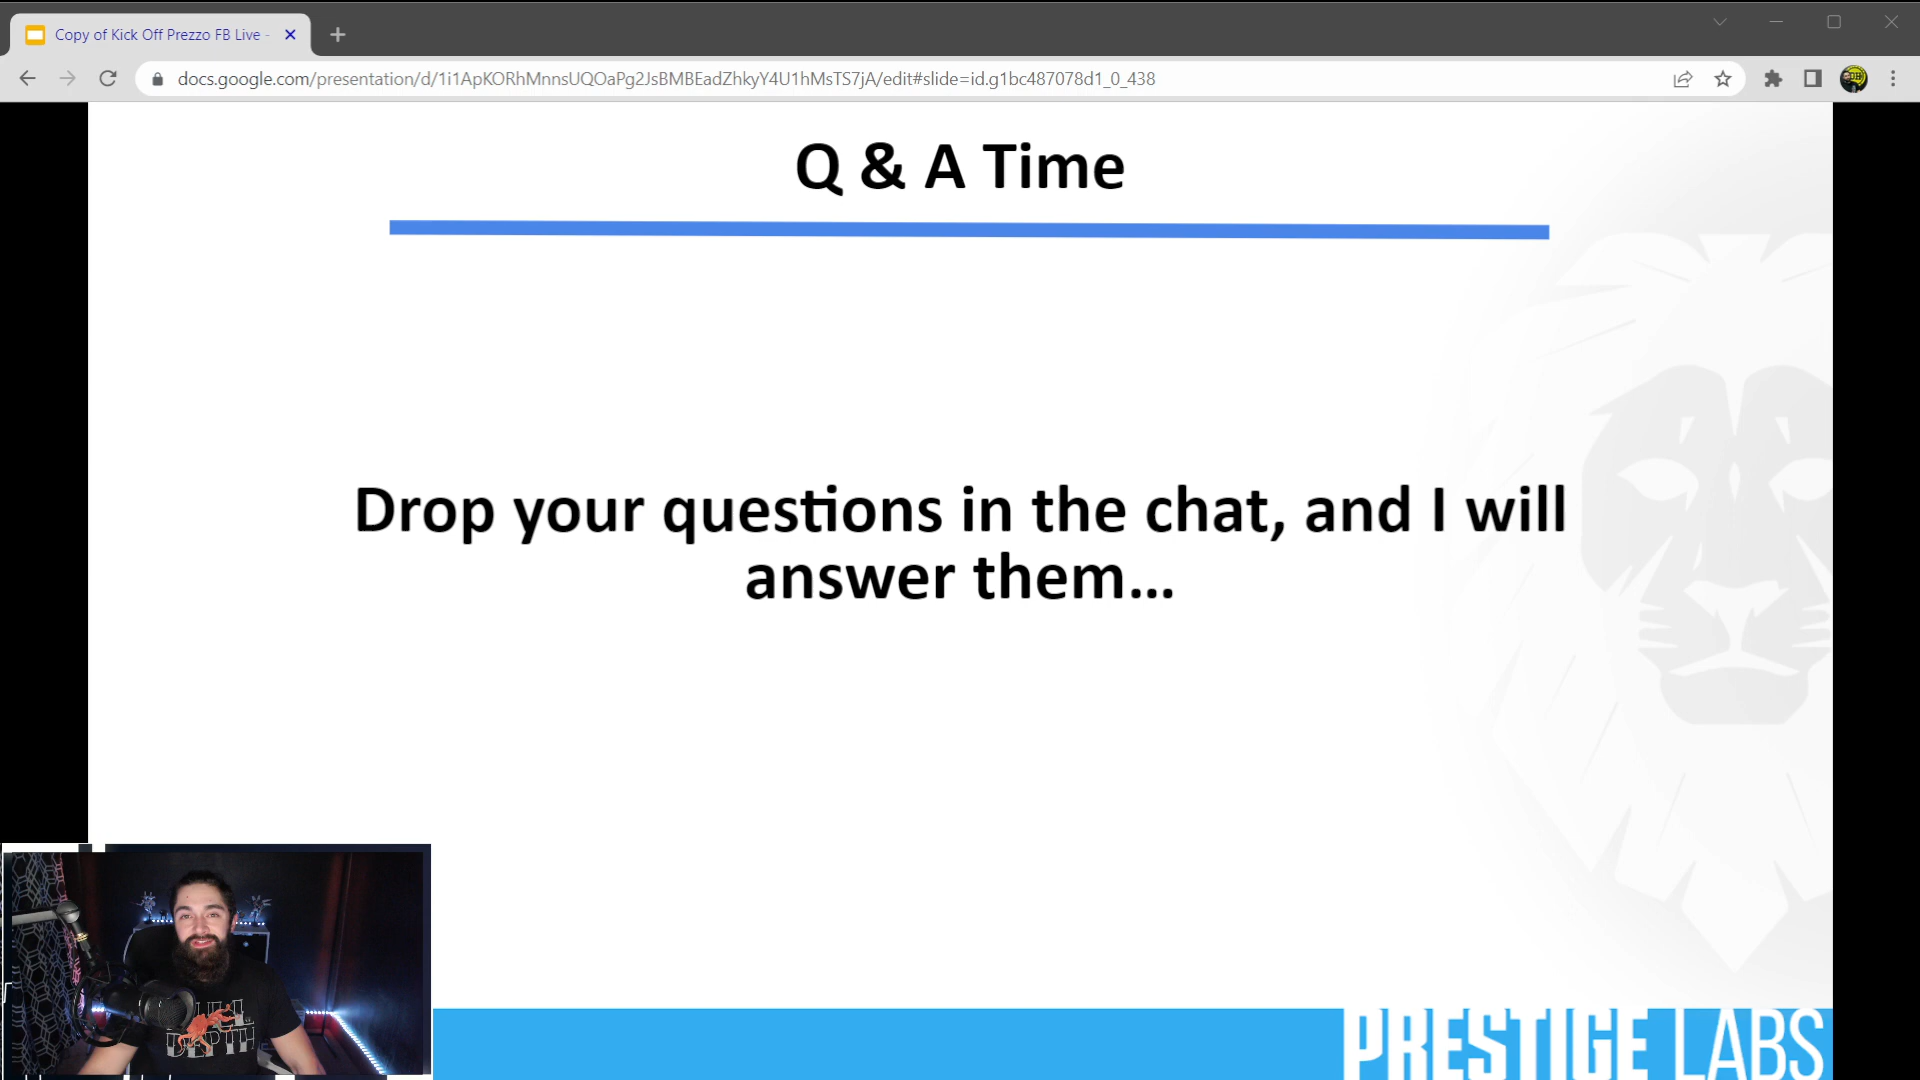 Copy of Kick Off Prezzo FB Live -
docs.google.com/presentation/d/1i1ApKORhMnnsUQOaPg2JsBMBEadZhkyY4U1hMsTS7jA/edit#slide=id.g1bc487078d1_0_438
Q & A Time
Drop your questions in the chat, and I will
answer them...
DEPTH
PRESTIGE LABS